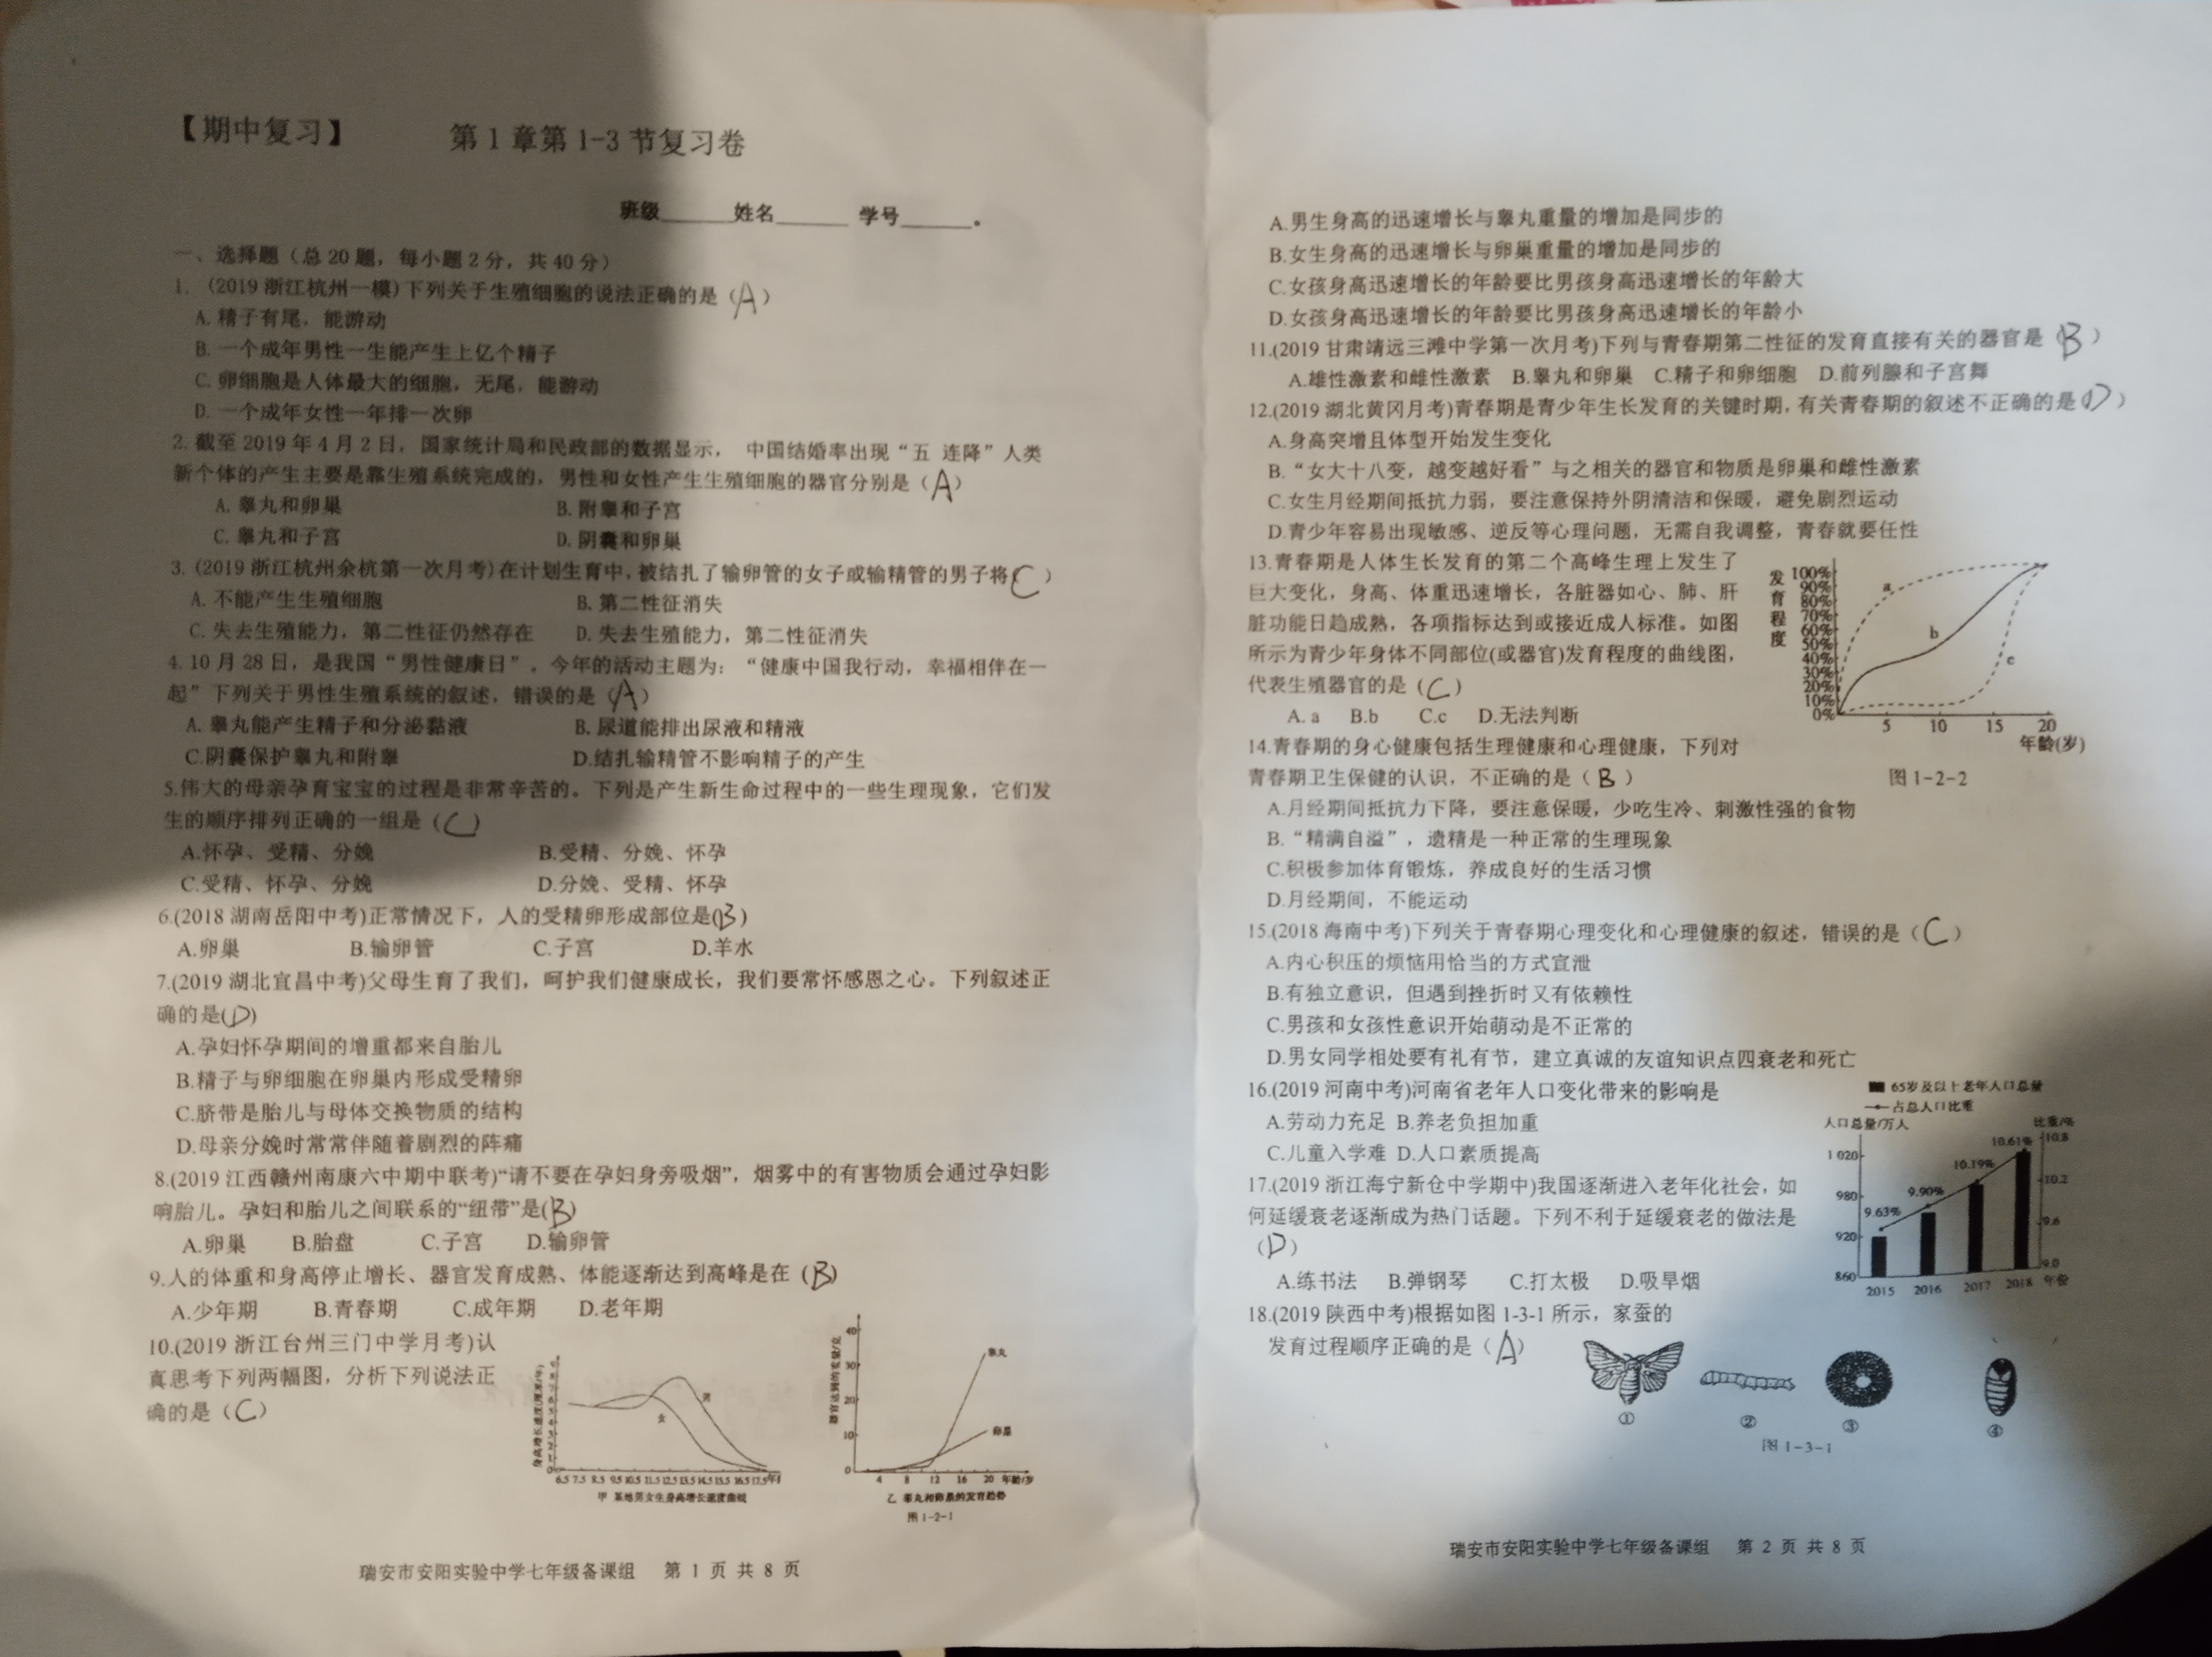 【期中复习】 第1章第1-3节复习卷
班级______姓名______ 学号______。
一、选择题（总20题，每小题2分，共40分）
1.（2019浙江杭州一模)下列关于生殖细胞的说法正确的是（A）
A. 精子有尾，能游动
B. 一个成年男性一生能产生上亿个精子
C. 卵细胞是人体最大的细胞，无尾，能游动
D. 一个成年女性一年排一次卵
2. 截至2019年4月2日，国家统计局和民政部的数据显示， 中国结婚率出现“五 连降”人类
新个体的产生主要是靠生殖系统完成的，男性和女性产生生殖细胞的器官分别是（A）
A. 睾丸和卵巢 B. 附睾和子宫
C. 睾丸和子宫 D. 阴囊和卵巢
3.（2019浙江杭州余杭第一次月考)在计划生育中,被结扎了输卵管的女子或输精管的男子将(C）
A. 不能产生生殖细胞 B. 第二性征消失
C. 失去生殖能力，第二性征仍然存在 D. 失去生殖能力，第二性征消失
4. 10月28日，是我国“男性健康日”。今年的活动主题为：“健康中国我行动，幸福相伴在一
起”下列关于男性生殖系统的叙述，错误的是（A）
A. 睾丸能产生精子和分泌黏液 B. 尿道能排出尿液和精液
C.阴囊保护睾丸和附睾 D.结扎输精管不影响精子的产生
5.伟大的母亲孕育宝宝的过程是非常辛苦的。下列是产生新生命过程中的一些生理现象，它们发
生的顺序排列正确的一组是（C）
A.怀孕、受精、分娩 B.受精、分娩、怀孕
C.受精、怀孕、分娩 D.分娩、受精、怀孕
6.(2018湖南岳阳中考)正常情况下，人的受精卵形成部位是(B)
A.卵巢 B.输卵管 C.子宫 D.羊水
7.(2019湖北宜昌中考)父母生育了我们，呵护我们健康成长，我们要常怀感恩之心。下列叙述正
确的是(D)
A.孕妇怀孕期间的增重都来自胎儿
B.精子与卵细胞在卵巢内形成受精卵
C.脐带是胎儿与母体交换物质的结构
D.母亲分娩时常常伴随着剧烈的阵痛
8.(2019江西赣州南康六中期中联考)“请不要在孕妇身旁吸烟”，烟雾中的有害物质会通过孕妇影
响胎儿。孕妇和胎儿之间联系的“纽带”是(B)
A.卵巢 B.胎盘 C.子宫 D.输卵管
9.人的体重和身高停止增长、器官发育成熟、体能逐渐达到高峰是在（B)
A.少年期 B.青春期 C.成年期 D.老年期
10.(2019浙江台州三门中学月考)认
真思考下列两幅图，分析下列说法正
确的是（C）
身高增长速度(厘米/年)
男
女
6.5 7.5 8.5 9.5 10.5 11.5 12.5 13.5 14.5 15.5 16.5 17.5
甲 某地男女生身高增长速度曲线
40
30
20
10
0
睾丸
卵巢
4 8 12 16 20 年龄/岁
乙 睾丸和卵巢的发育趋势
图1-2-1
瑞安市安阳实验中学七年级备课组 第 1 页 共 8 页
A.男生身高的迅速增长与睾丸重量的增加是同步的
B.女生身高的迅速增长与卵巢重量的增加是同步的
C.女孩身高迅速增长的年龄要比男孩身高迅速增长的年龄大
D.女孩身高迅速增长的年龄要比男孩身高迅速增长的年龄小
11.(2019甘肃靖远三滩中学第一次月考)下列与青春期第二性征的发育直接有关的器官是（B）
A.雄性激素和雌性激素 B.睾丸和卵巢 C.精子和卵细胞 D.前列腺和子宫舞
12.(2019湖北黄冈月考)青春期是青少年生长发育的关键时期,有关青春期的叙述不正确的是(D）
A.身高突增且体型开始发生变化
B.“女大十八变，越变越好看”与之相关的器官和物质是卵巢和雌性激素
C.女生月经期间抵抗力弱，要注意保持外阴清洁和保暖，避免剧烈运动
D.青少年容易出现敏感、逆反等心理问题，无需自我调整，青春就要任性
13.青春期是人体生长发育的第二个高峰生理上发生了
巨大变化，身高、体重迅速增长，各脏器如心、肺、肝
脏功能日趋成熟，各项指标达到或接近成人标准。如图
所示为青少年身体不同部位(或器官)发育程度的曲线图，
代表生殖器官的是（C）
A. a B.b C.c D.无法判断
发育程度
100%
90%
80%
70%
60%
50%
40%
30%
20%
10%
0%
a
b
c
5 10 15 20
年龄(岁)
图1-2-2
14.青春期的身心健康包括生理健康和心理健康，下列对
青春期卫生保健的认识，不正确的是（B）
A.月经期间抵抗力下降，要注意保暖，少吃生冷、刺激性强的食物
B.“精满自溢”，遗精是一种正常的生理现象
C.积极参加体育锻炼，养成良好的生活习惯
D.月经期间，不能运动
15.(2018海南中考)下列关于青春期心理变化和心理健康的叙述，错误的是（C）
A.内心积压的烦恼用恰当的方式宣泄
B.有独立意识，但遇到挫折时又有依赖性
C.男孩和女孩性意识开始萌动是不正常的
D.男女同学相处要有礼有节，建立真诚的友谊知识点四衰老和死亡
16.(2019河南中考)河南省老年人口变化带来的影响是
A.劳动力充足 B.养老负担加重
C.儿童入学难 D.人口素质提高
65岁及以上老年人口总量
占总人口比重
人口总量/万人 比重/%
1 020
980
920
860
9.63%
9.90%
10.19%
10.61%
10.8
10.2
9.6
9.0
2015 2016 2017 2018 年份
17.(2019浙江海宁新仓中学期中)我国逐渐进入老年化社会，如
何延缓衰老逐渐成为热门话题。下列不利于延缓衰老的做法是
（D）
A.练书法 B.弹钢琴 C.打太极 D.吸旱烟
18.(2019陕西中考)根据如图1-3-1所示，家蚕的
发育过程顺序正确的是（A）
① ② ③ ④
图1-3-1
瑞安市安阳实验中学七年级备课组 第 2 页 共 8 页